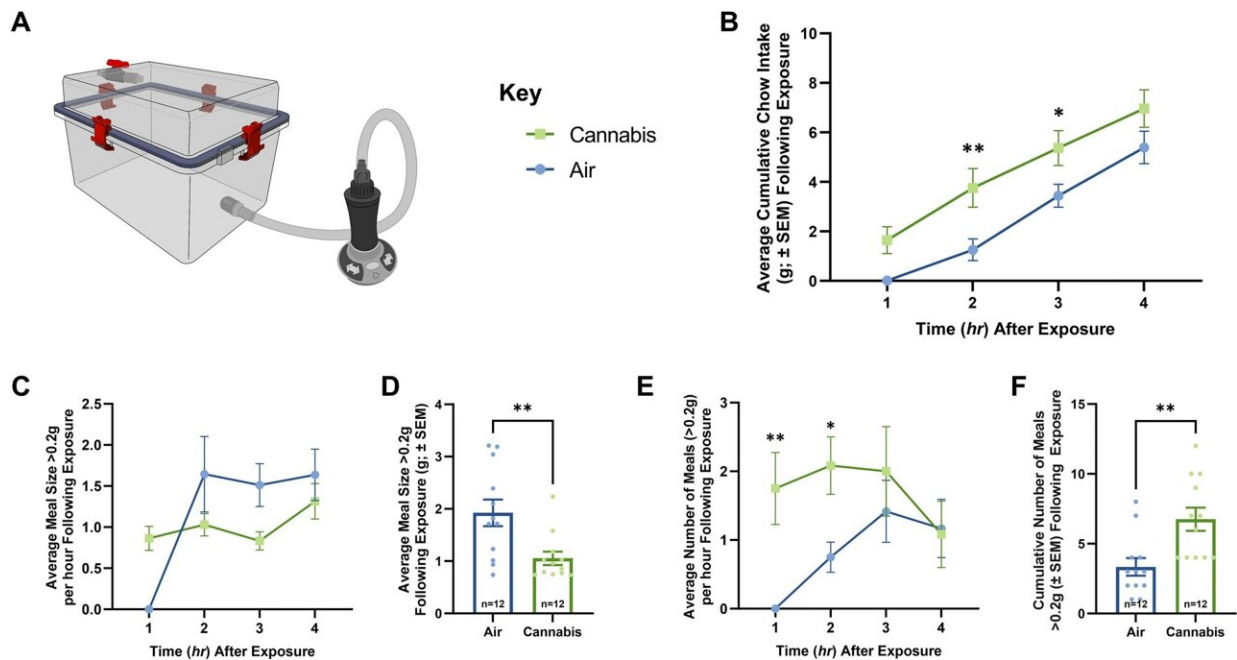 A
Key
Cannabis
Air
B
Average Cumulative Chow Intake
(g; ± SEM) Following Exposure
10
8
6
4
2
0
**
*
1 2 3 4
Time (hr) After Exposure
C
Average Meal Size >0.2g
per hour Following Exposure
2.5
2.0
1.5
1.0
0.5
0.0
1 2 3 4
Time (hr) After Exposure
D
Average Meal Size >0.2g
Following Exposure (g; ± SEM)
4
3
2
1
0
**
n=12 n=12
Air Cannabis
E
Average Number of Meals (>0.2g)
per hour Following Exposure
3
2
1
0
**
*
1 2 3 4
Time (hr) After Exposure
F
Cumulative Number of Meals
>0.2g (± SEM) Following Exposure
15
10
5
0
**
n=12 n=12
Air Cannabis